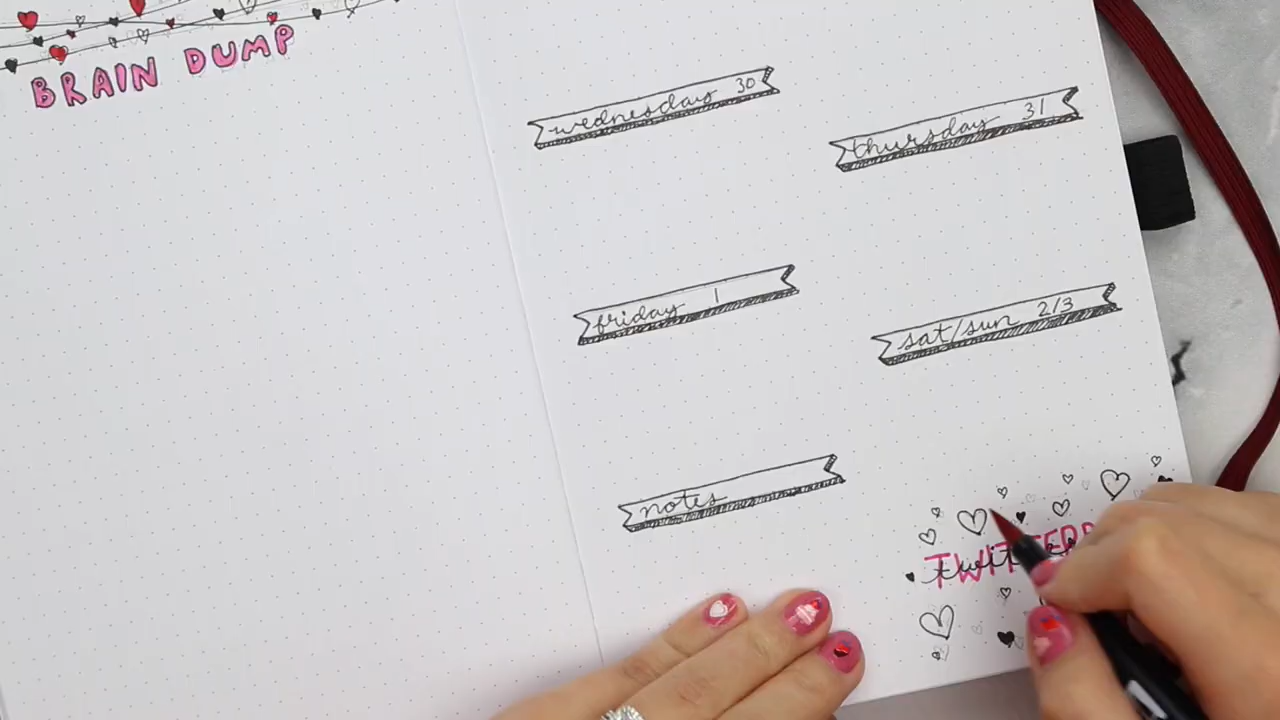 BRAIN DUMP
wednesday 30
thursday 31
friday 1
sat/sun 2/3
notes